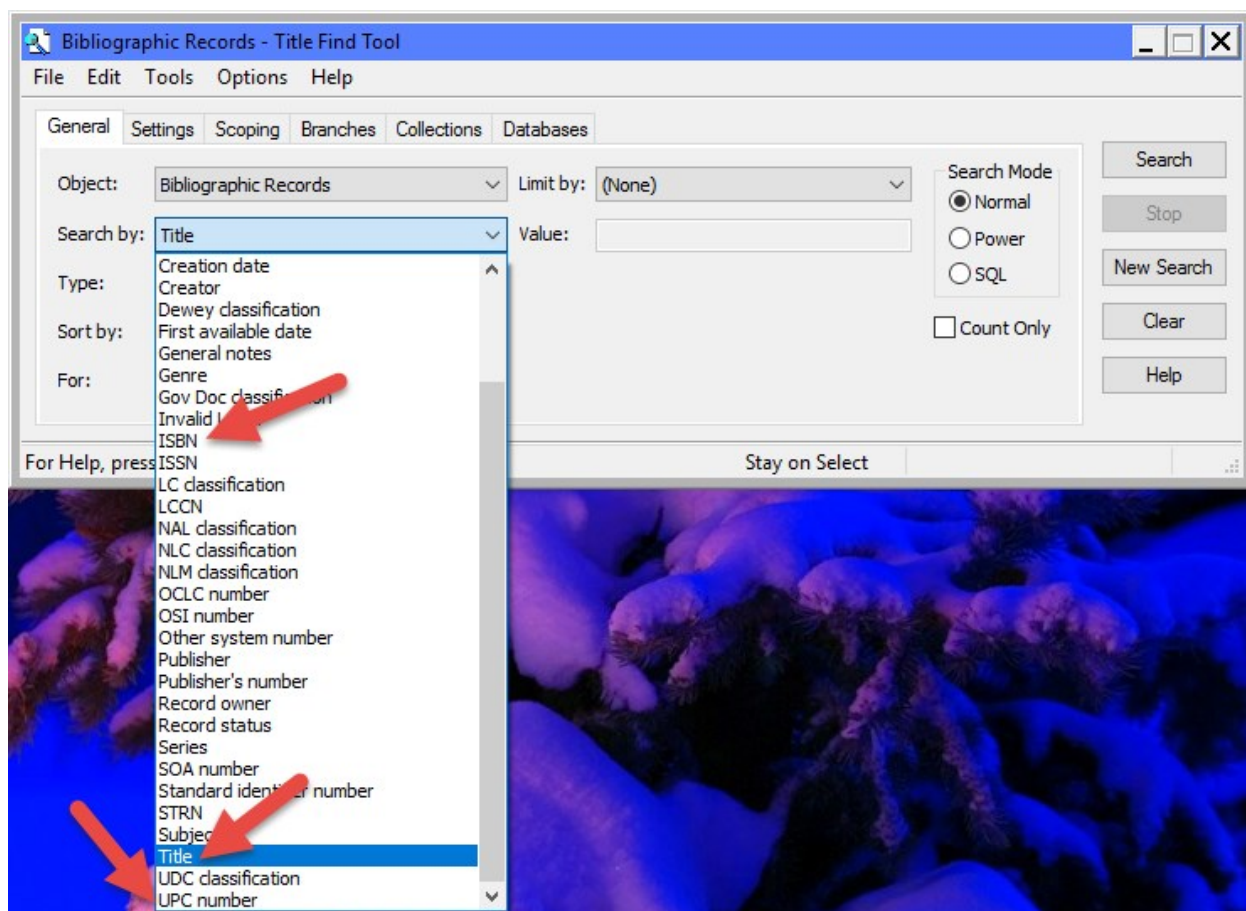 Bibliographic Records - Title Find Tool
File Edit Tools Options Help
General Settings Scoping Branches Collections Databases
Object: Bibliographic Records Limit by: (None)
Search by: Title Value:
Type:
Sort by:
For:
Search Mode
Normal
Power
SQL
Count Only
Search
Stop
New Search
Clear
Help
Creation date
Creator
Dewey classification
First available date
General notes
Genre
Gov Doc classification
Invalid
ISBN
ISSN
LC classification
LCCN
NAL classification
NLC classification
NLM classification
OCLC number
OSI number
Other system number
Publisher
Publisher's number
Record owner
Record status
Series
SOA number
Standard identifier number
STRN
Subject
Title
UDC classification
UPC number
For Help, press
Stay on Select